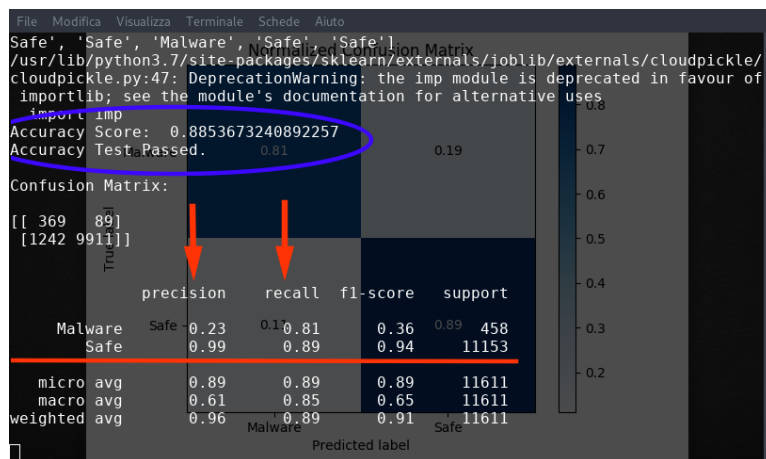 File Modifica Visualizza Terminale Schede Aiuto
Safe', 'Safe', 'Malware', 'Safe', 'Safe']
Normalized Confusion Matrix
/usr/lib/python3.7/site-packages/sklearn/externals/joblib/externals/cloudpickle/
cloudpickle.py:47: DeprecationWarning: the imp module is deprecated in favour of
importlib; see the module's documentation for alternative uses
import imp
Accuracy Score: 0.8853673240892257
Accuracy Test Passed.
Confusion Matrix:
[[ 369 89]
[1242 9911]]
precision recall f1-score support
Malware 0.23 0.81 0.36 458
Safe 0.99 0.89 0.94 11153
micro avg 0.89 0.89 0.89 11611
macro avg 0.61 0.85 0.65 11611
weighted avg 0.96 0.89 0.91 11611
Malware 0.81 0.19
Safe 0.11 0.89
True label
Malware Safe
Predicted label
0.8
0.7
0.6
0.5
0.4
0.3
0.2